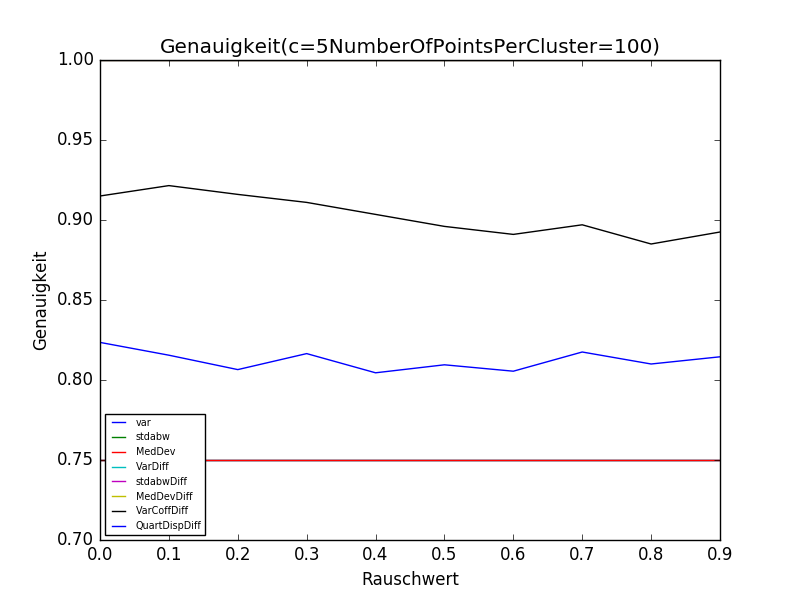 Genauigkeit(c=5NumberOfPointsPerCluster=100)
1.00
0.95
0.90
0.85
0.80
0.75
0.70
Genauigkeit
var
stdabw
MedDev
VarDiff
stdabwDiff
MedDevDiff
VarCoffDiff
QuartDispDiff
0.0 0.1 0.2 0.3 0.4 0.5 0.6 0.7 0.8 0.9
Rauschwert